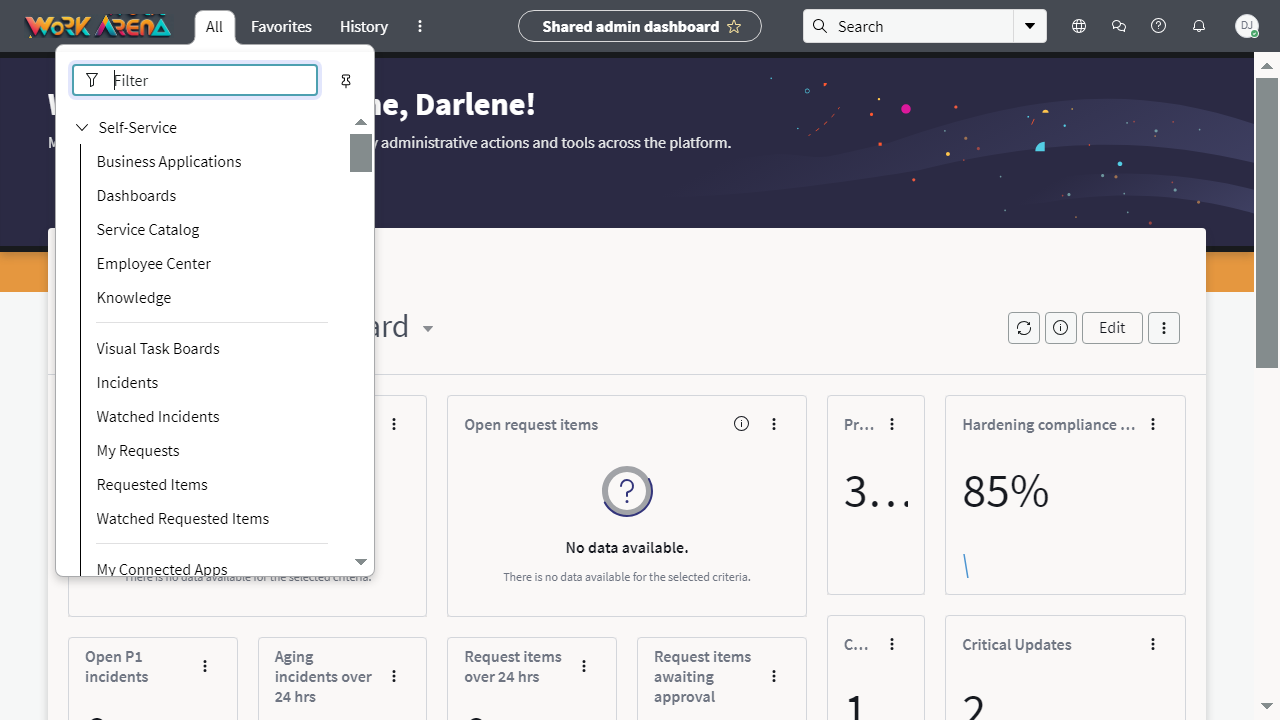 WORK ARENA
All
Favorites
History
Shared admin dashboard
Search
DJ
Filter
Self-Service
Business Applications
Dashboards
Service Catalog
Employee Center
Knowledge
Visual Task Boards
Incidents
Watched Incidents
My Requests
Requested Items
Watched Requested Items
My Connected Apps
me, Darlene!
y administrative actions and tools across the platform.
ard
Edit
There is no data available for the selected criteria.
Open request items
No data available.
There is no data available for the selected criteria.
Pr...
3...
Hardening compliance ...
85%
Open P1
incidents
Aging
incidents over
24 hrs
Request items
over 24 hrs
Request items
awaiting
approval
C...
1
Critical Updates
2